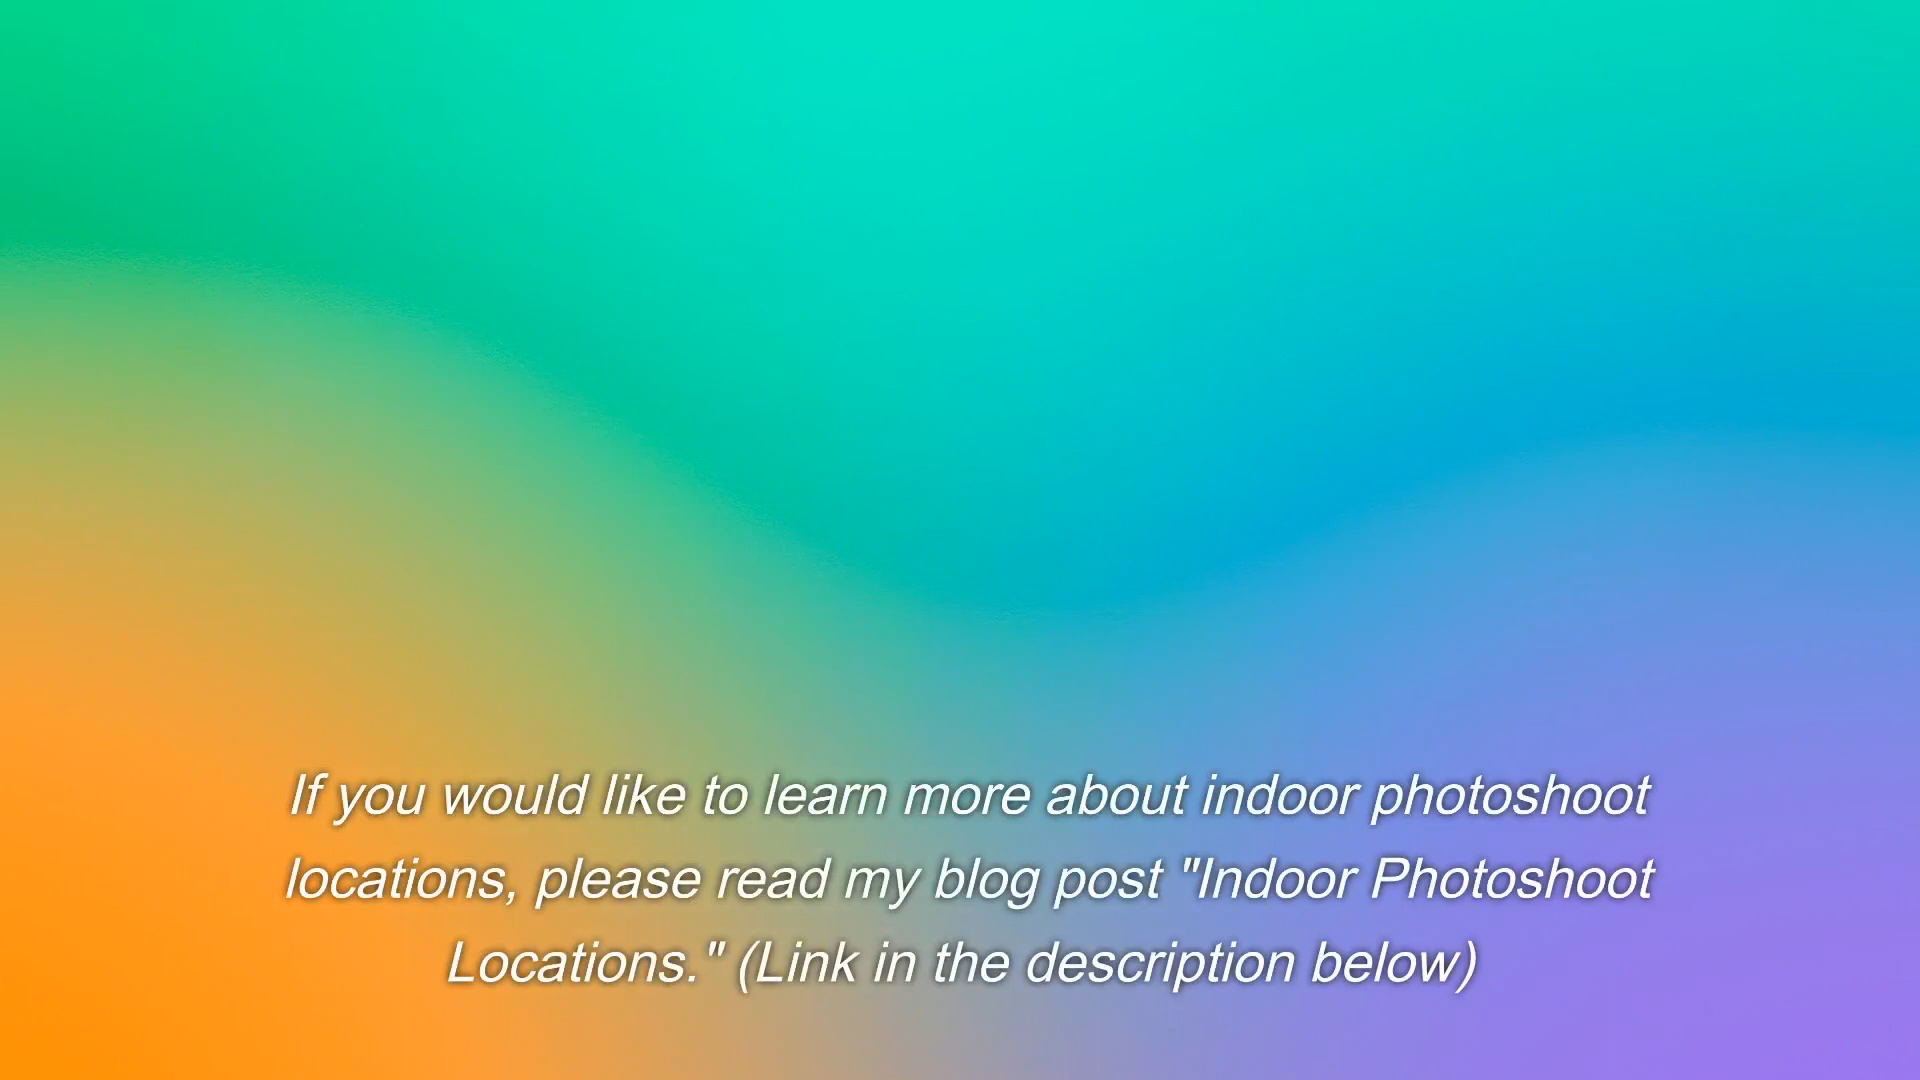 If you would like to learn more about indoor photoshoot
locations, please read my blog post "Indoor Photoshoot
Locations." (Link in the description below)